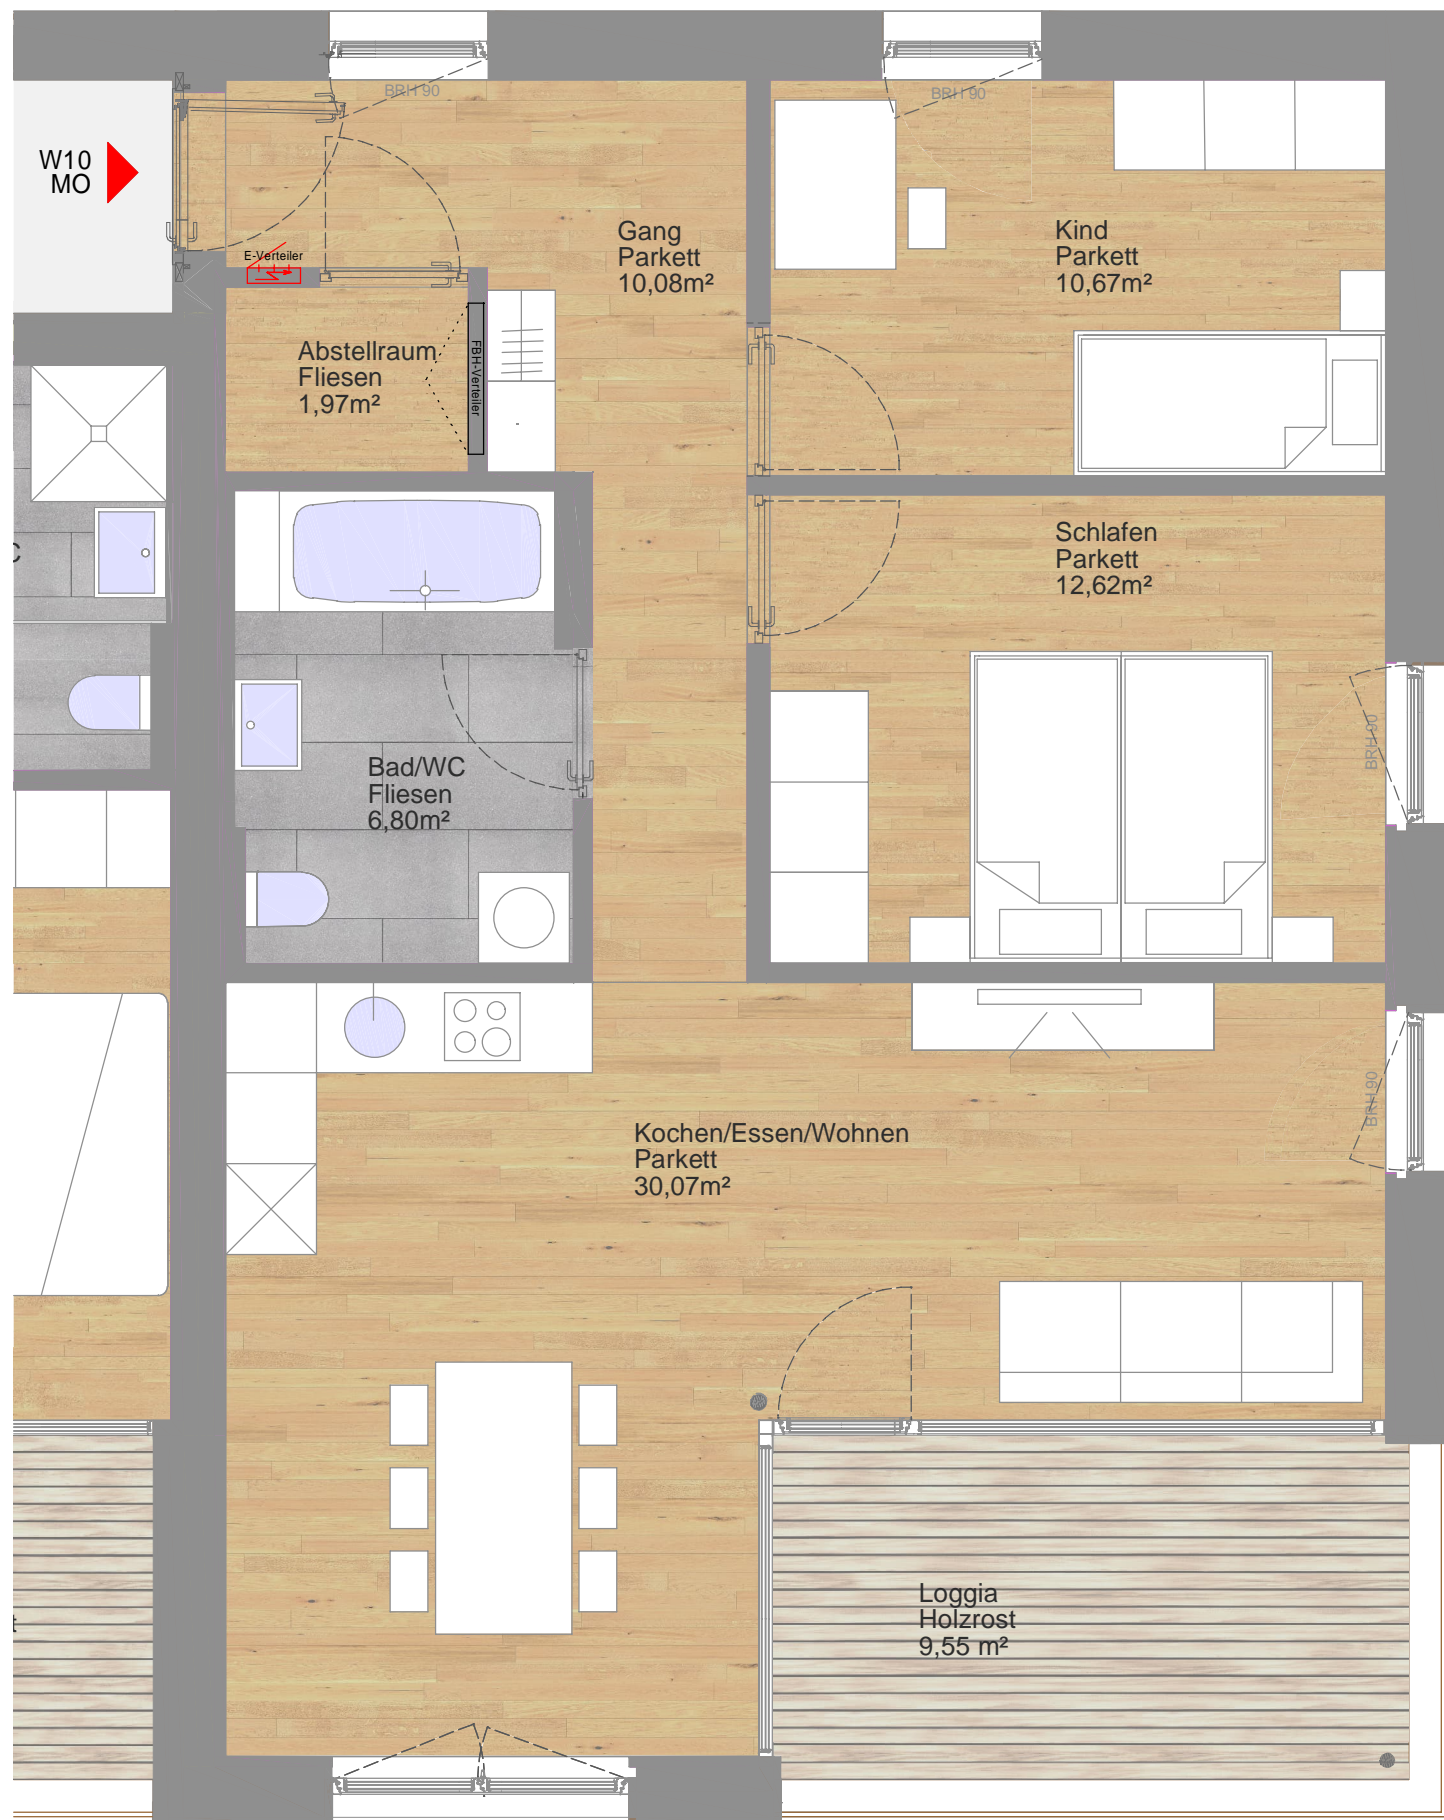 BRH 90
BRH 90
W10
MO
E-Verteiler
Gang
Parkett
10,08m²
Kind
Parkett
10,67m²
Abstellraum
Fliesen
1,97m²
FBH-Verteiler
Schlafen
Parkett
12,62m²
BRH 90
C
Bad/WC
Fliesen
6,80m²
BRH 90
Kochen/Essen/Wohnen
Parkett
30,07m²
Loggia
Holzrost
9,55 m²
t